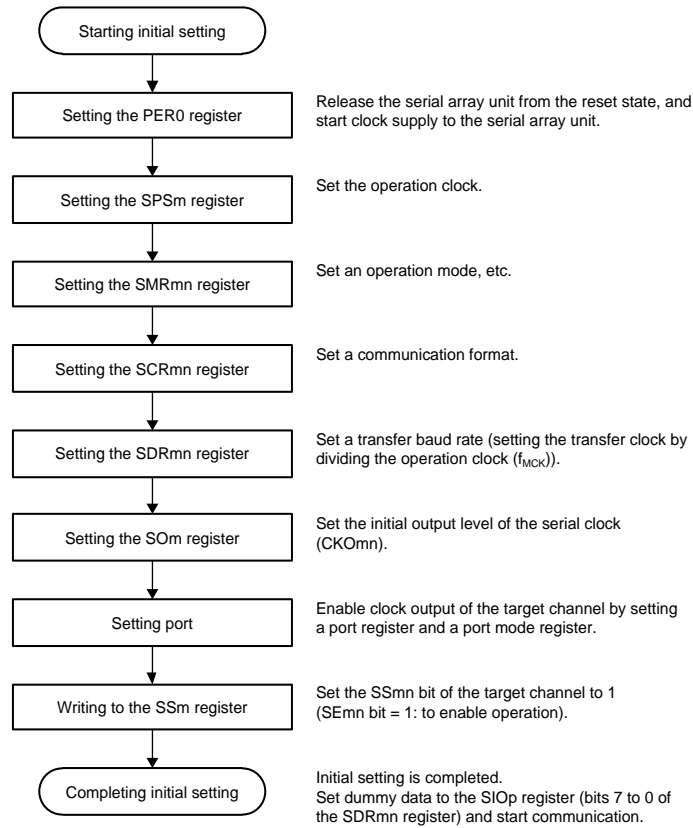 Starting initial setting
Setting the PER0 register
Release the serial array unit from the reset state, and
start clock supply to the serial array unit.
Setting the SPSm register
Set the operation clock.
Setting the SMRmn register
Set an operation mode, etc.
Setting the SCRmn register
Set a communication format.
Setting the SDRmn register
Set a transfer baud rate (setting the transfer clock by
dividing the operation clock (fMCK)).
Setting the SOm register
Set the initial output level of the serial clock
(CKOmn).
Setting port
Enable clock output of the target channel by setting
a port register and a port mode register.
Writing to the SSm register
Set the SSmn bit of the target channel to 1
(SEmn bit = 1: to enable operation).
Completing initial setting
Initial setting is completed.
Set dummy data to the SIOp register (bits 7 to 0 of
the SDRmn register) and start communication.